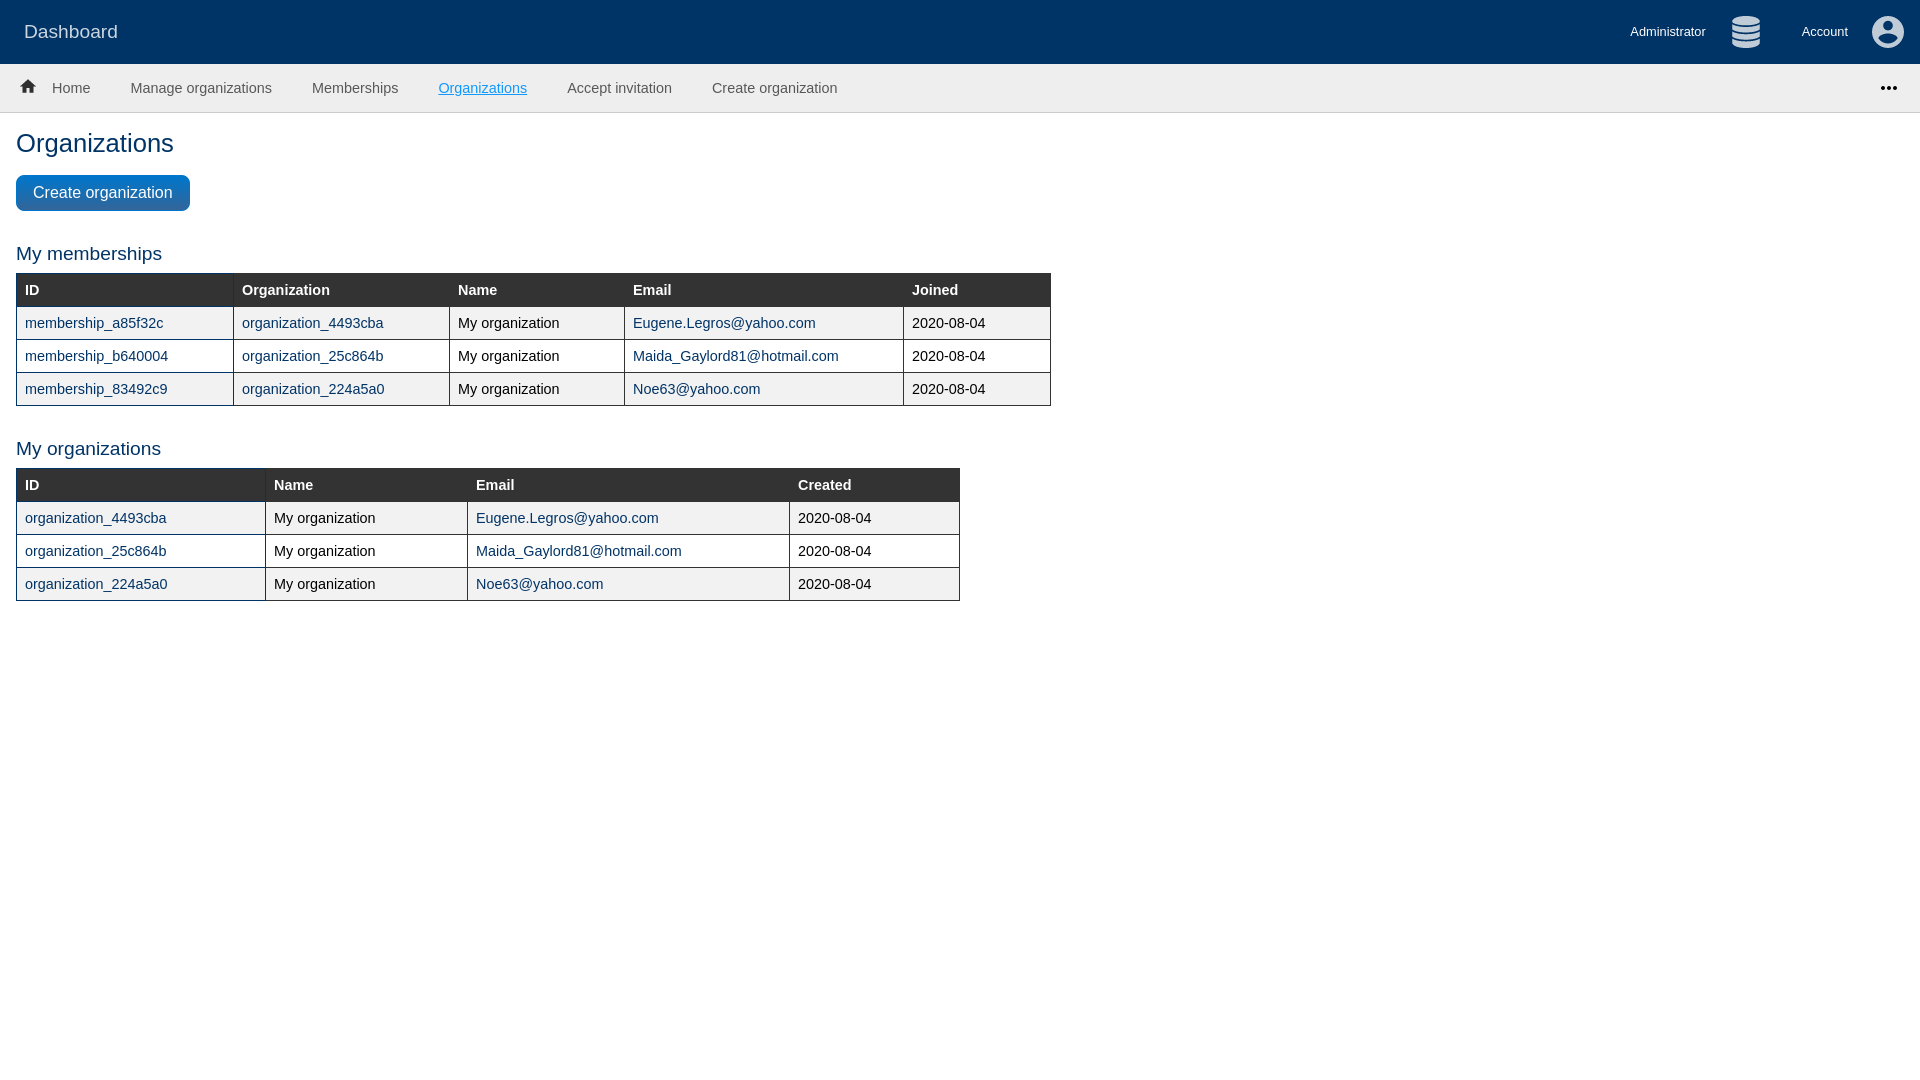 Dashboard
Administrator
Account
Home
Manage organizations
Memberships
Organizations
Accept invitation
Create organization
Organizations
Create organization
My memberships
ID Organization Name Email Joined
membership_a85f32c organization_4493cba My organization Eugene.Legros@yahoo.com 2020-08-04
membership_b640004 organization_25c864b My organization Maida_Gaylord81@hotmail.com 2020-08-04
membership_83492c9 organization_224a5a0 My organization Noe63@yahoo.com 2020-08-04
My organizations
ID Name Email Created
organization_4493cba My organization Eugene.Legros@yahoo.com 2020-08-04
organization_25c864b My organization Maida_Gaylord81@hotmail.com 2020-08-04
organization_224a5a0 My organization Noe63@yahoo.com 2020-08-04